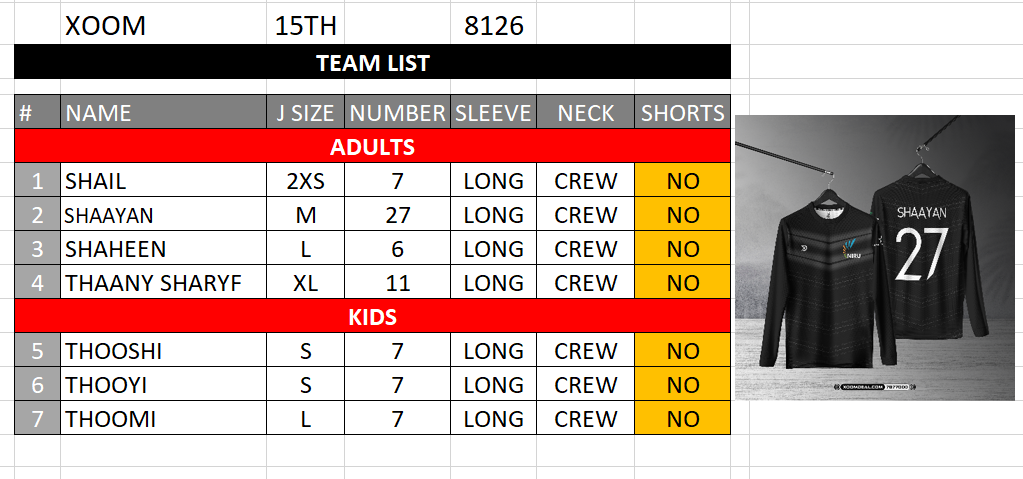 XOOM 15TH 8126
TEAM LIST
# NAME J SIZE NUMBER SLEEVE NECK SHORTS
ADULTS
1 SHAIL 2XS 7 LONG CREW NO
2 SHAAYAN M 27 LONG CREW NO
3 SHAHEEN L 6 LONG CREW NO
4 THAANY SHARYF XL 11 LONG CREW NO
KIDS
5 THOOSHI S 7 LONG CREW NO
6 THOOYI S 7 LONG CREW NO
7 THOOMI L 7 LONG CREW NO
SHAAYAN
27
NIRU
XOOMDEAL.COM 7877000